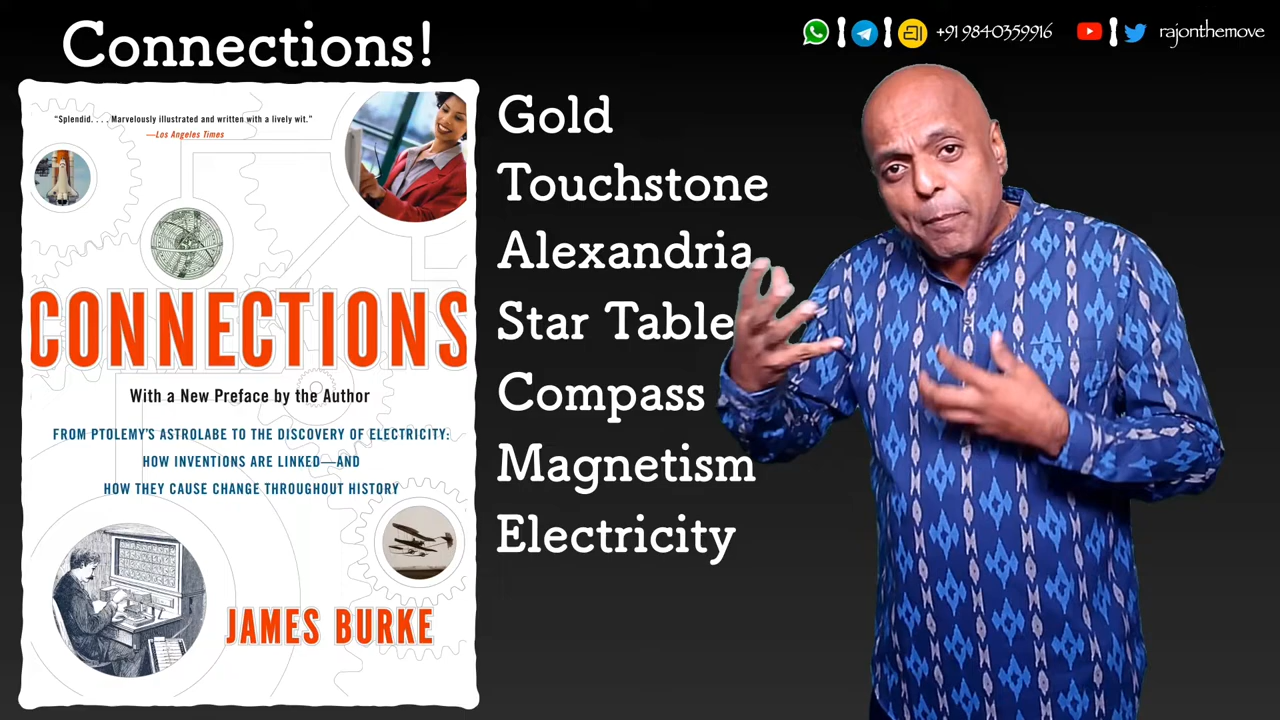 Connections!
+91 9840359916
rajonthemove
"Splendid. . . . Marvelously illustrated and written with a lively wit."
—Los Angeles Times
CONNECTIONS
With a New Preface by the Author
FROM PTOLEMY'S ASTROLABE TO THE DISCOVERY OF ELECTRICITY:
HOW INVENTIONS ARE LINKED—AND
HOW THEY CAUSE CHANGE THROUGHOUT HISTORY
JAMES BURKE
Gold
Touchstone
Alexandria
Star Table
Compass
Magnetism
Electricity